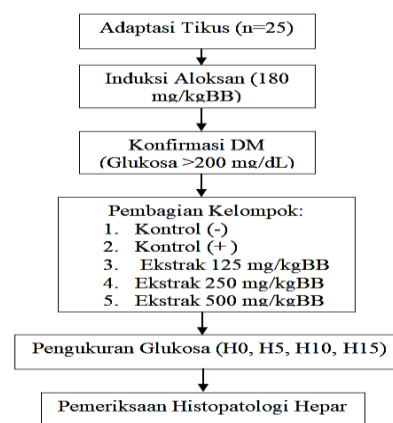 Adaptasi Tikus (n=25)
Induksi Aloksan (180
mg/kgBB)
Konfirmasi DM
(Glukosa >200 mg/dL)
Pembagian Kelompok:
1. Kontrol (-)
2. Kontrol (+)
3. Ekstrak 125 mg/kgBB
4. Ekstrak 250 mg/kgBB
5. Ekstrak 500 mg/kgBB
Pengukuran Glukosa (H0, H5, H10, H15)
Pemeriksaan Histopatologi Hepar